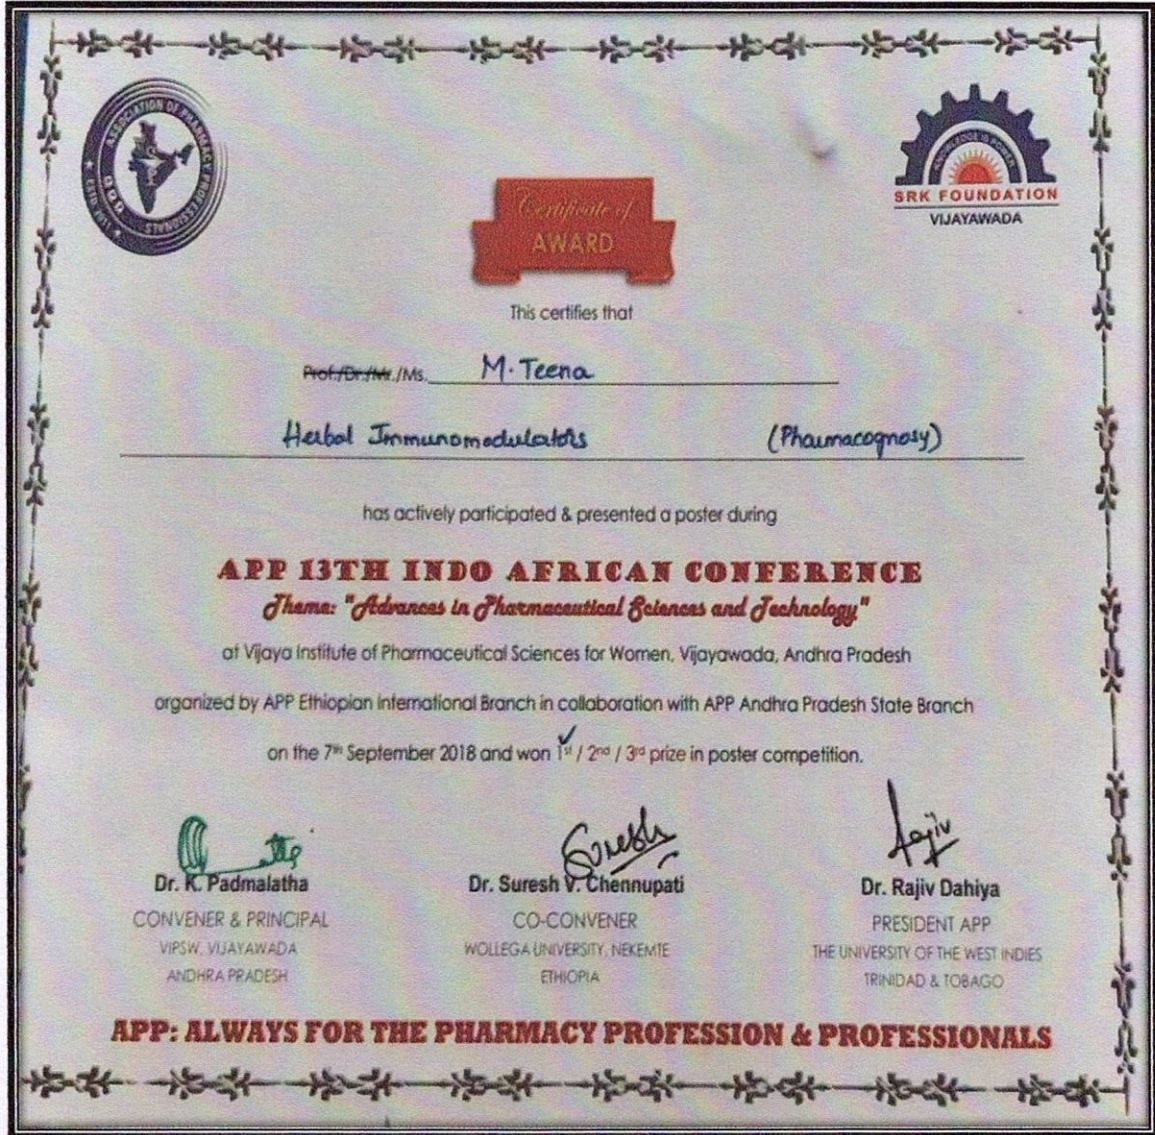 ASSOCIATION OF PHARMACY PROFESSIONALS
ESTD 2011
KNOWLEDGE IS POWER
SRK FOUNDATION
VIJAYAWADA
Certificate of
AWARD
This certifies that
Prof./Dr./Mr./Ms. M. Teena
Herbal Immunomodulators (Pharmacognosy)
has actively participated & presented a poster during
APP 13TH INDO AFRICAN CONFERENCE
Theme: "Advances in Pharmaceutical Sciences and Technology"
at Vijaya Institute of Pharmaceutical Sciences for Women, Vijayawada, Andhra Pradesh
organized by APP Ethiopian International Branch in collaboration with APP Andhra Pradesh State Branch
on the 7th September 2018 and won 1st / 2nd / 3rd prize in poster competition.
Suresh Rajiv
Dr. K. Padmalatha Dr. Suresh V. Chennupati Dr. Rajiv Dahiya
CONVENER & PRINCIPAL CO-CONVENER PRESIDENT APP
VIPSW, VIJAYAWADA WOLLEGA UNIVERSITY, NEKEMTE THE UNIVERSITY OF THE WEST INDIES
ANDHRA PRADESH ETHIOPIA TRINIDAD & TOBAGO
APP: ALWAYS FOR THE PHARMACY PROFESSION & PROFESSIONALS